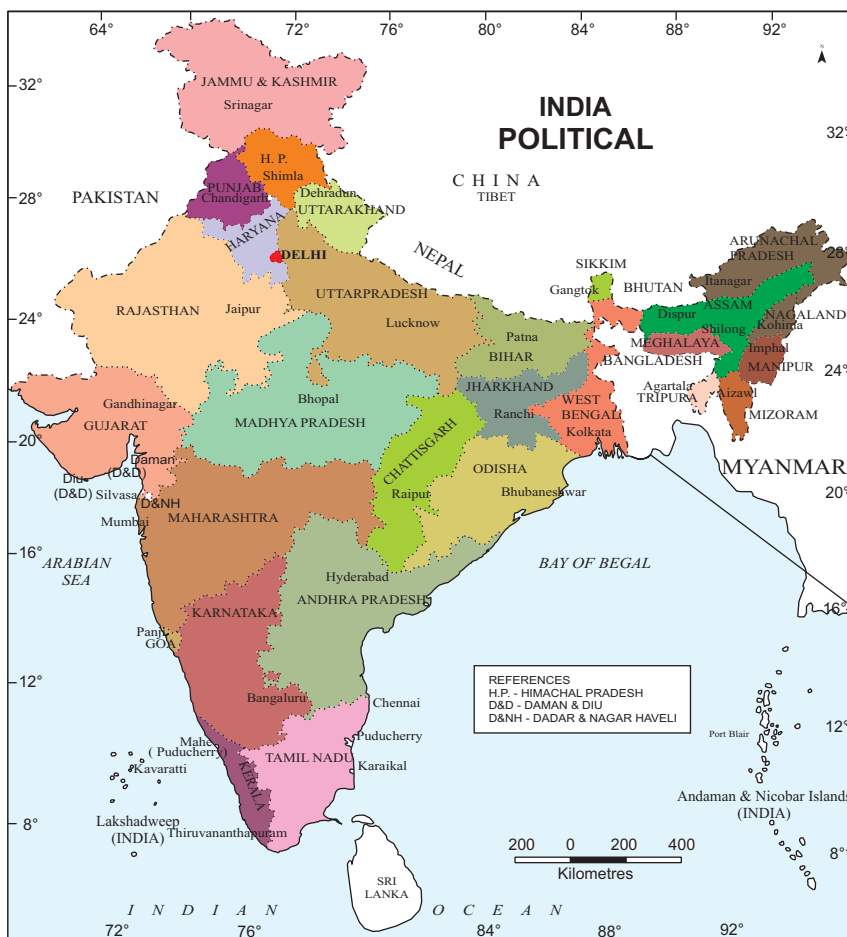 64° 68° 72° 76° 80° 84° 88° 92°
32°
JAMMU & KASHMIR
Srinagar
INDIA
POLITICAL
N
32°
H. P.
Shimla
PUNJAB
Chandigarh
Dehradun
UTTARAKHAND
CHINA
TIBET
PAKISTAN
28°
HARYANA
DELHI
NEPAL
SIKKIM
Gangtok
BHUTAN
ARUNACHAL
PRADESH
28°
Itanagar
RAJASTHAN
Jaipur
UTTARPRADESH
Lucknow
24°
Patna
BIHAR
ASSAM
Dispur
NAGALAND
Kohima
Shilong
MEGHALAYA
Imphal
MANIPUR
24°
BANGLADESH
Agartala
TRIPURA
Aizawl
MIZORAM
Gandhinagar
GUJARAT
Bhopal
MADHYA PRADESH
JHARKHAND
Ranchi
WEST
BENGAL
Kolkata
20°
CHATTISGARH
Raipur
ODISHA
Bhubaneshwar
MYANMAR
20°
Daman
(D&D)
Diu
(D&D)
Silvasa
D&NH
Mumbai
MAHARASHTRA
16°
ARABIAN
SEA
BAY OF BEGAL
Hyderabad
ANDHRA PRADESH
16°
KARNATAKA
Panji
GOA
12°
Bangaluru
Chennai
REFERENCES
H.P. - HIMACHAL PRADESH
D&D - DAMAN & DIU
D&NH - DADAR & NAGAR HAVELI
Port Blair
12°
Mahe
( Puducherry)
Puducherry
TAMIL NADU
Karaikal
KERALA
Kavaratti
Lakshadweep
(INDIA)
Thiruvananthapuram
Andaman & Nicobar Islands
(INDIA)
8°
8°
200 0 200 400
Kilometres
SRI
LANKA
INDIAN OCEAN
72° 76° 84° 88° 92°